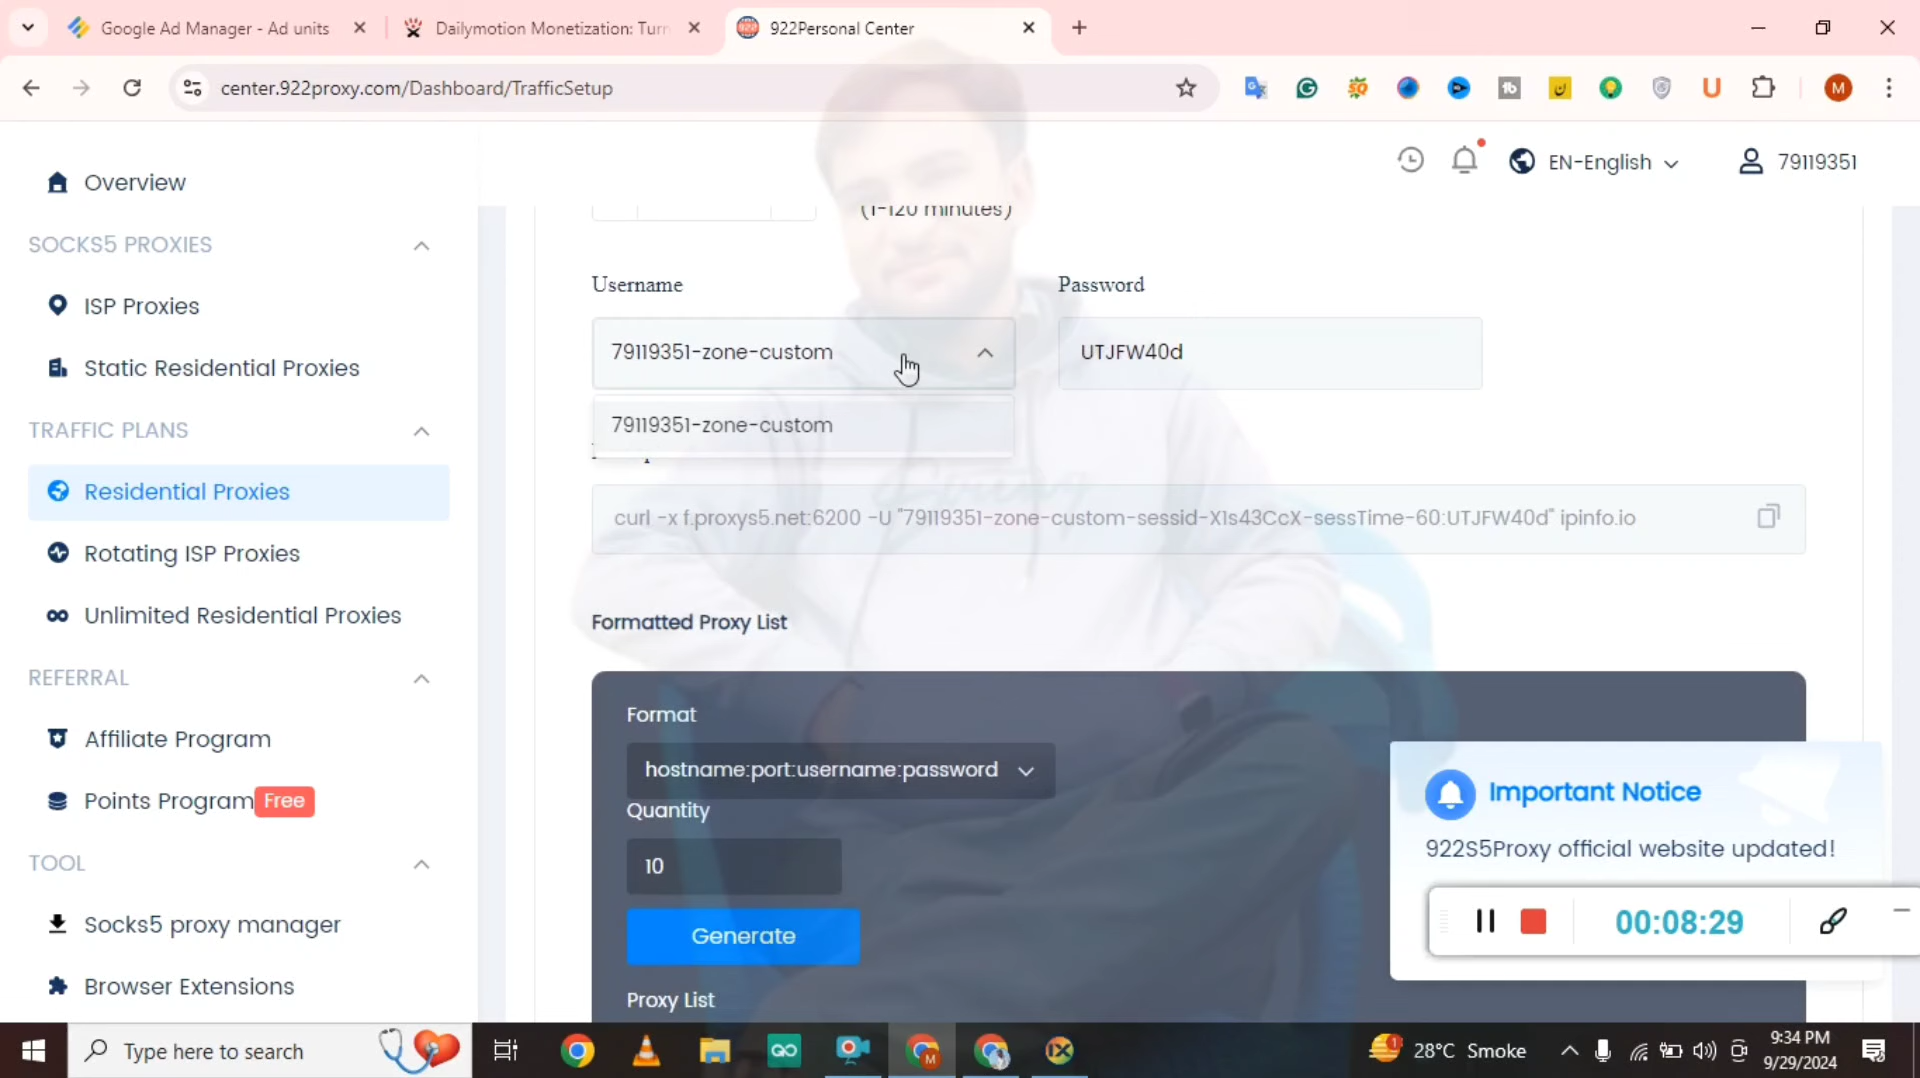 Google Ad Manager - Ad units
Dailymotion Monetization: Turn
922Personal Center
center.922proxy.com/Dashboard/TrafficSetup
M
EN-English
79119351
Overview
SOCKS5 PROXIES
ISP Proxies
Static Residential Proxies
TRAFFIC PLANS
Residential Proxies
Rotating ISP Proxies
Unlimited Residential Proxies
REFERRAL
Affiliate Program
Points Program Free
TOOL
Socks5 proxy manager
Browser Extensions
(1-120 minutes)
Username
Password
79119351-zone-custom
UTJFW40d
79119351-zone-custom
curl -x f.proxys5.net:6200 -U "79119351-zone-custom-sessid-X1s43CcX-sessTime-60:UTJFW40d" ipinfo.io
Formatted Proxy List
Format
hostname:port:username:password
Quantity
10
Generate
Proxy List
Important Notice
922S5Proxy official website updated!
00:08:29
Type here to search
28°C Smoke
9:34 PM
9/29/2024